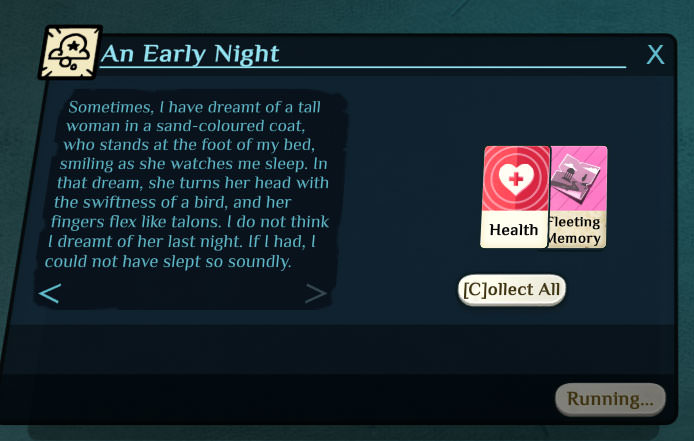 An Early Night
X
Sometimes, I have dreamt of a tall
woman in a sand-coloured coat,
who stands at the foot of my bed,
smiling as she watches me sleep. In
that dream, she turns her head with
the swiftness of a bird, and her
fingers flex like talons. I do not think
I dreamt of her last night. If I had, I
could not have slept so soundly.
< >
Health
Fleeting
Memory
[C]ollect All
Running...